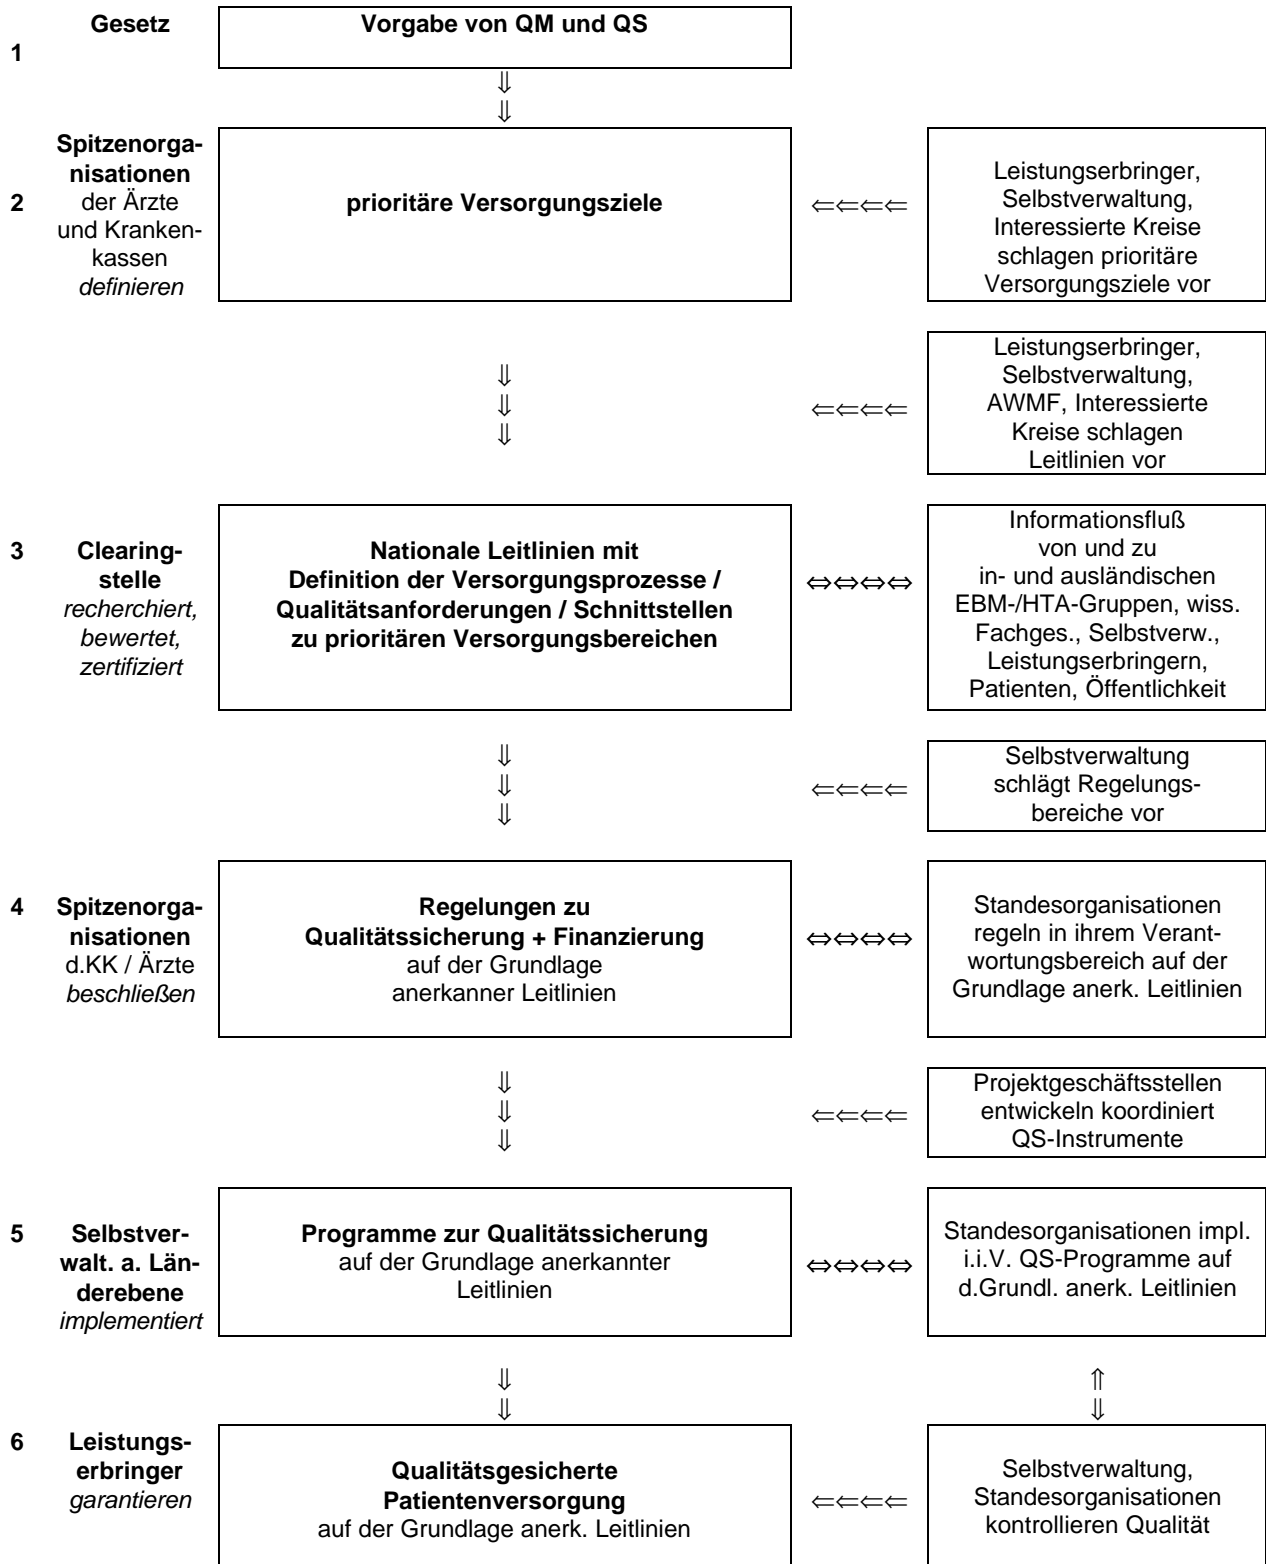 Gesetz
Vorgabe von QM und QS
1
⇓
⇓
Spitzenorga-
nisationen
2
der Ärzte
und Kranken-
kassen
definieren
prioritäre Versorgungsziele
⇐⇐⇐⇐
Leistungserbringer,
Selbstverwaltung,
Interessierte Kreise
schlagen prioritäre
Versorgungsziele vor
⇓
⇓
⇓
⇐⇐⇐⇐
Leistungserbringer,
Selbstverwaltung,
AWMF, Interessierte
Kreise schlagen
Leitlinien vor
3
Clearing-
stelle
recherchiert,
bewertet,
zertifiziert
Nationale Leitlinien mit
Definition der Versorgungsprozesse /
Qualitätsanforderungen / Schnittstellen
zu prioritären Versorgungsbereichen
⇔⇔⇔⇔
Informationsfluß
von und zu
in- und ausländischen
EBM-/HTA-Gruppen, wiss.
Fachges., Selbstverw.,
Leistungserbringern,
Patienten, Öffentlichkeit
⇓
⇓
⇓
⇐⇐⇐⇐
Selbstverwaltung
schlägt Regelungs-
bereiche vor
4
Spitzenorga-
nisationen
d.KK / Ärzte
beschließen
Regelungen zu
Qualitätssicherung + Finanzierung
auf der Grundlage
anerkanner Leitlinien
⇔⇔⇔⇔
Standesorganisationen
regeln in ihrem Verant-
wortungsbereich auf der
Grundlage anerk. Leitlinien
⇓
⇓
⇓
⇐⇐⇐⇐
Projektgeschäftsstellen
entwickeln koordiniert
QS-Instrumente
5
Selbstver-
walt. a. Län-
derebene
implementiert
Programme zur Qualitätssicherung
auf der Grundlage anerkannter
Leitlinien
⇔⇔⇔⇔
Standesorganisationen impl.
i.i.V. QS-Programme auf
d.Grundl. anerk. Leitlinien
⇓
⇓
⇑
⇓
6
Leistungs-
erbringer
garantieren
Qualitätsgesicherte
Patientenversorgung
auf der Grundlage anerk. Leitlinien
⇐⇐⇐⇐
Selbstverwaltung,
Standesorganisationen
kontrollieren Qualität